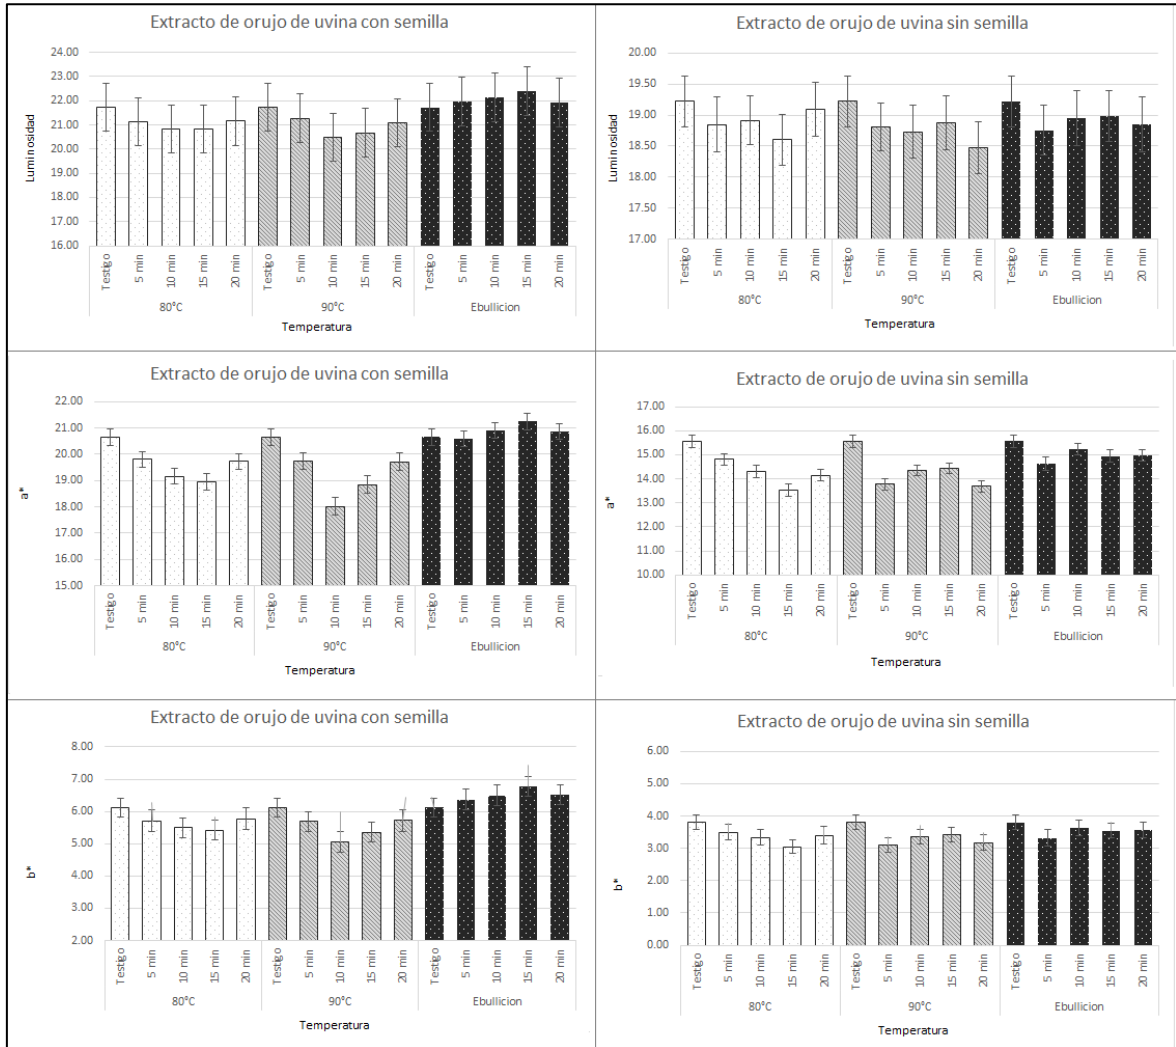 Extracto de orujo de uvina con semilla
24.00
23.00
22.00
21.00
20.00
19.00
18.00
17.00
16.00
Luminosidad
Testigo
5 min
10 min
15 min
20 min
Testigo
5 min
10 min
15 min
20 min
Testigo
5 min
10 min
15 min
20 min
80°C
90°C
Ebullicion
Temperatura
Extracto de orujo de uvina sin semilla
20.00
19.50
19.00
18.50
18.00
17.50
17.00
Luminosidad
Testigo
5 min
10 min
15 min
20 min
Testigo
5 min
10 min
15 min
20 min
Testigo
5 min
10 min
15 min
20 min
80°C
90°C
Ebullicion
Temperatura
Extracto de orujo de uvina con semilla
22.00
21.00
20.00
19.00
18.00
17.00
16.00
15.00
a*
Testigo
5 min
10 min
15 min
20 min
Testigo
5 min
10 min
15 min
20 min
Testigo
5 min
10 min
15 min
20 min
80°C
90°C
Ebullicion
Temperatura
Extracto de orujo de uvina sin semilla
17.00
16.00
15.00
14.00
13.00
12.00
11.00
10.00
a*
Testigo
5 min
10 min
15 min
20 min
Testigo
5 min
10 min
15 min
20 min
Testigo
5 min
10 min
15 min
20 min
80°C
90°C
Ebullicion
Temperatura
Extracto de orujo de uvina con semilla
8.00
7.00
6.00
5.00
4.00
3.00
2.00
b*
Testigo
5 min
10 min
15 min
20 min
Testigo
5 min
10 min
15 min
20 min
Testigo
5 min
10 min
15 min
20 min
80°C
90°C
Ebullicion
Temperatura
Extracto de orujo de uvina sin semilla
6.00
5.00
4.00
3.00
2.00
1.00
0.00
b*
Testigo
5 min
10 min
15 min
20 min
Testigo
5 min
10 min
15 min
20 min
Testigo
5 min
10 min
15 min
20 min
80°C
90°C
Ebullicion
Temperatura